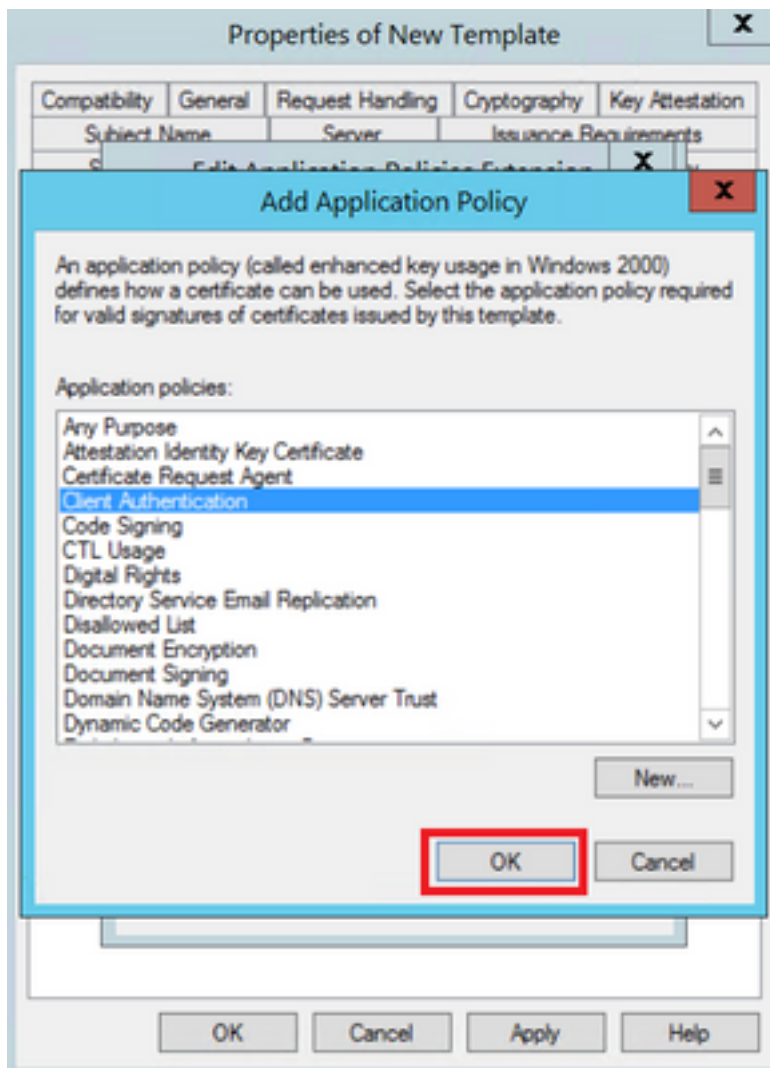 Properties of New Template
X
Compatibility General Request Handling Cryptography Key Attestation
Subject Name Server Issuance Requirements
X
Add Application Policy
X
An application policy (called enhanced key usage in Windows 2000)
defines how a certificate can be used. Select the application policy required
for valid signatures of certificates issued by this template.
Application policies:
Any Purpose
Attestation Identity Key Certificate
Certificate Request Agent
Client Authentication
Code Signing
CTL Usage
Digital Rights
Directory Service Email Replication
Disallowed List
Document Encryption
Document Signing
Domain Name System (DNS) Server Trust
Dynamic Code Generator
New...
OK Cancel
OK Cancel Apply Help